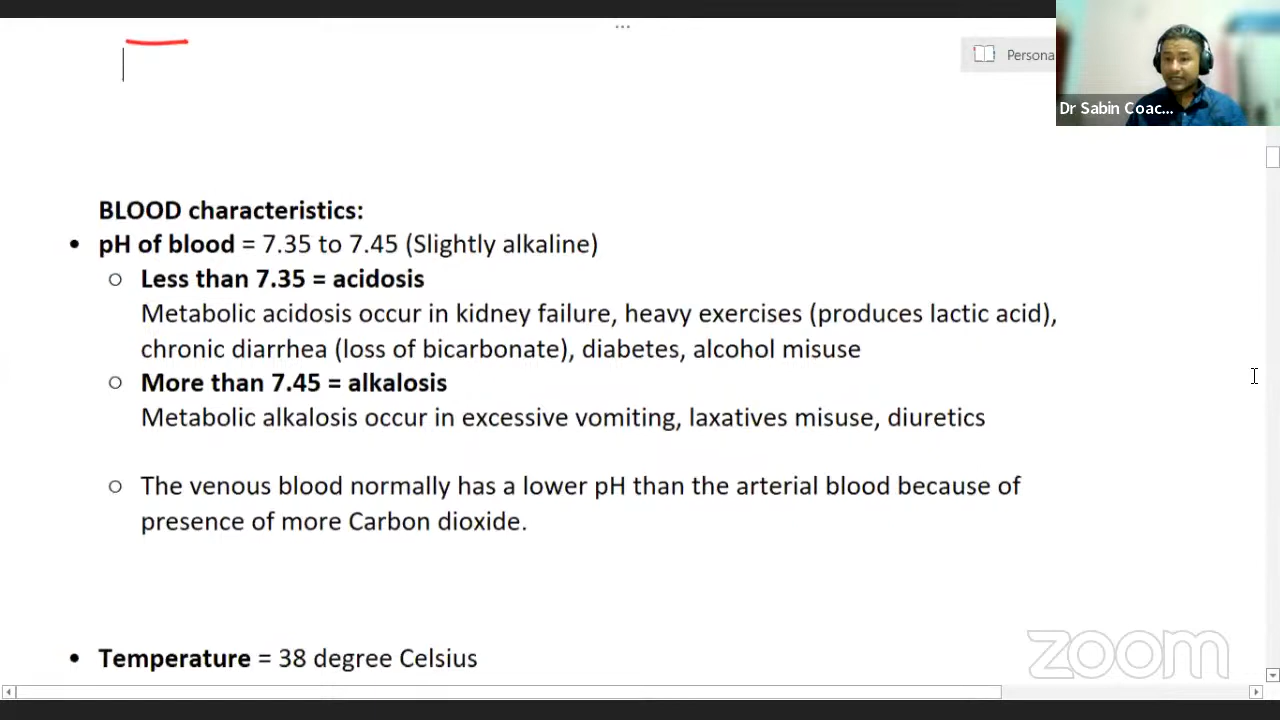 ...
Persona
Dr Sabin Coac...
BLOOD characteristics:
• pH of blood = 7.35 to 7.45 (Slightly alkaline)
○ Less than 7.35 = acidosis
Metabolic acidosis occur in kidney failure, heavy exercises (produces lactic acid),
chronic diarrhea (loss of bicarbonate), diabetes, alcohol misuse
○ More than 7.45 = alkalosis
Metabolic alkalosis occur in excessive vomiting, laxatives misuse, diuretics
○ The venous blood normally has a lower pH than the arterial blood because of
presence of more Carbon dioxide.
• Temperature = 38 degree Celsius
zoom